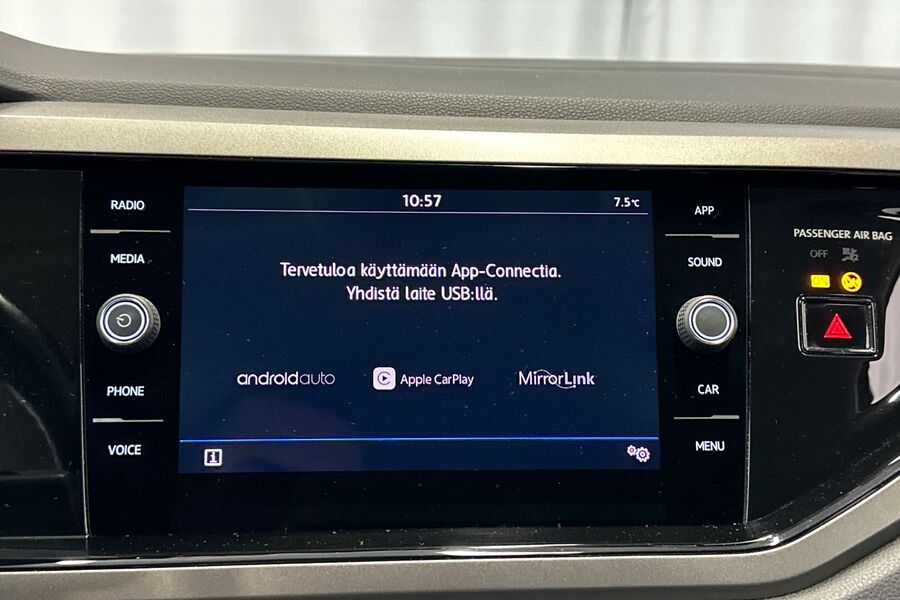 RADIO
MEDIA
PHONE
VOICE
10:57
7.5°C
Tervetuloa käyttämään App-Connectia.
Yhdistä laite USB:llä.
androidauto
Apple CarPlay
MirrorLink
i
APP
SOUND
CAR
MENU
PASSENGER AIR BAG
OFF
ON